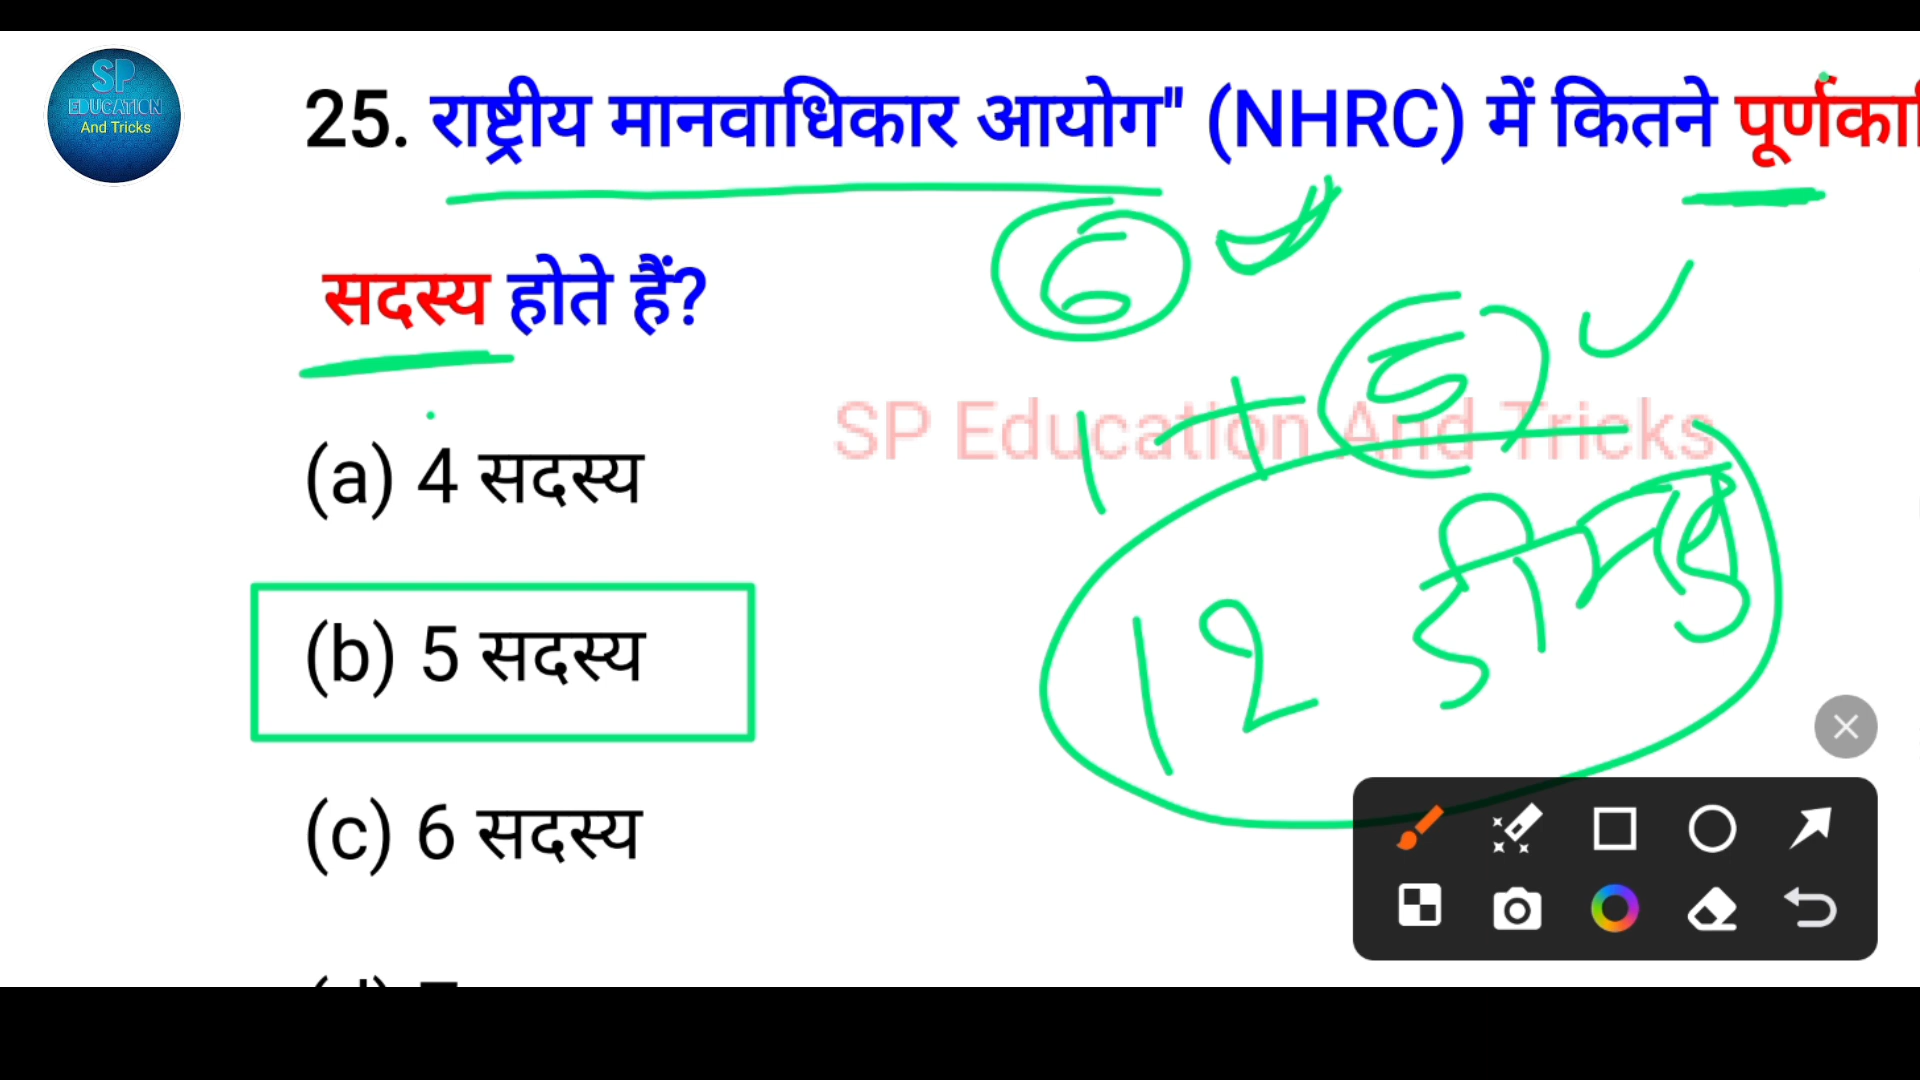 SP
EDUCATION
And Tricks
25. राष्ट्रीय मानवाधिकार आयोग" (NHRC) में कितने पूर्णका
सदस्य होते हैं?
6
1 + 5
SP Education And Tricks
(a) 4 सदस्य
(b) 5 सदस्य
12
(c) 6 सदस्य